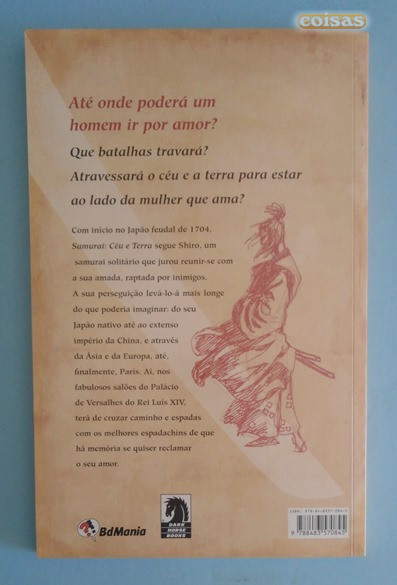 coisas
Até onde poderá um
homem ir por amor?
Que batalhas travará?
Atravessará o céu e a terra para estar
ao lado da mulher que ama?
Com início no Japão feudal de 1704,
Samurai: Céu e Terra segue Shiro, um
samurai solitário que jurou reunir-se com
a sua amada, raptada por inimigos.
A sua perseguição levá-lo-á mais longe
do que poderia imaginar: do seu
Japão nativo até ao extenso
império da China, e através
da Ásia e da Europa, até,
finalmente, Paris. Aí, nos
fabulosos salões do Palácio
de Versalhes do Rei Luís XIV,
terá de cruzar caminho e espadas
com os melhores espadachins de que
há memória se quiser reclamar
o seu amor.
BdMania
DARK
HORSE
BOOKS
9 788483 570845